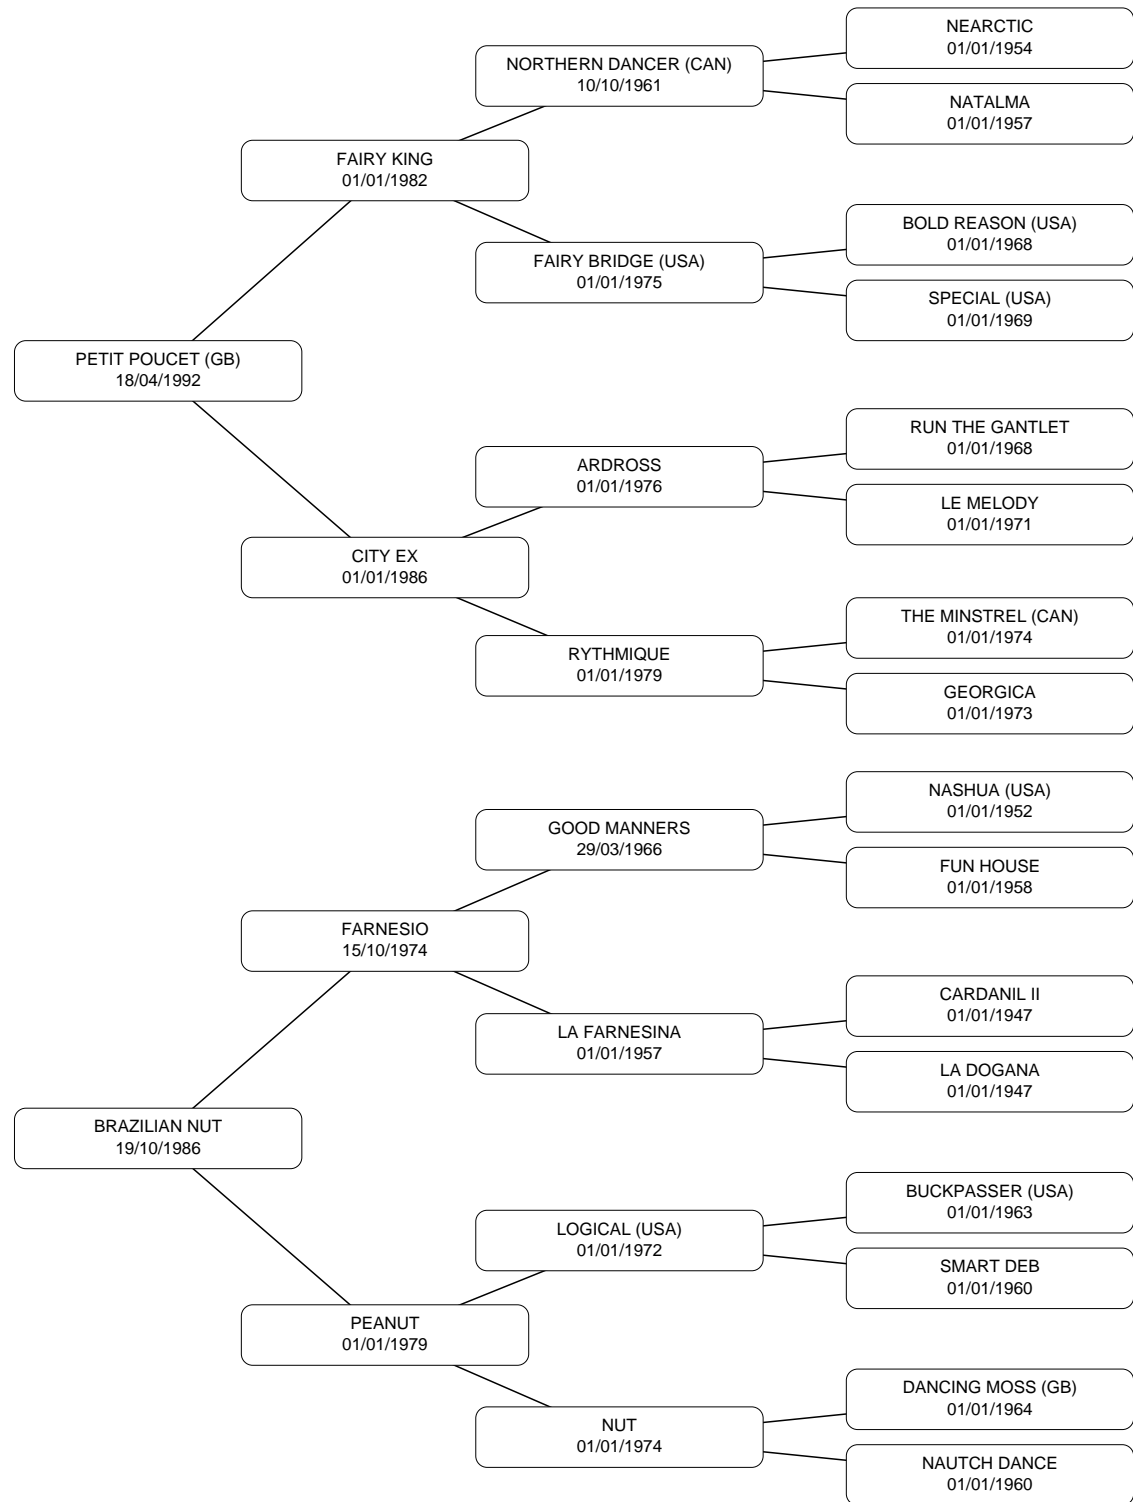 NEARCTIC
01/01/1954
NORTHERN DANCER (CAN)
10/10/1961
NATALMA
01/01/1957
FAIRY KING
01/01/1982
BOLD REASON (USA)
01/01/1968
FAIRY BRIDGE (USA)
01/01/1975
SPECIAL (USA)
01/01/1969
PETIT POUCET (GB)
18/04/1992
RUN THE GANTLET
01/01/1968
ARDROSS
01/01/1976
LE MELODY
01/01/1971
CITY EX
01/01/1986
THE MINSTREL (CAN)
01/01/1974
RYTHMIQUE
01/01/1979
GEORGICA
01/01/1973
NASHUA (USA)
01/01/1952
GOOD MANNERS
29/03/1966
FUN HOUSE
01/01/1958
FARNESIO
15/10/1974
CARDANIL II
01/01/1947
LA FARNESINA
01/01/1957
LA DOGANA
01/01/1947
BRAZILIAN NUT
19/10/1986
BUCKPASSER (USA)
01/01/1963
LOGICAL (USA)
01/01/1972
SMART DEB
01/01/1960
PEANUT
01/01/1979
DANCING MOSS (GB)
01/01/1964
NUT
01/01/1974
NAUTCH DANCE
01/01/1960